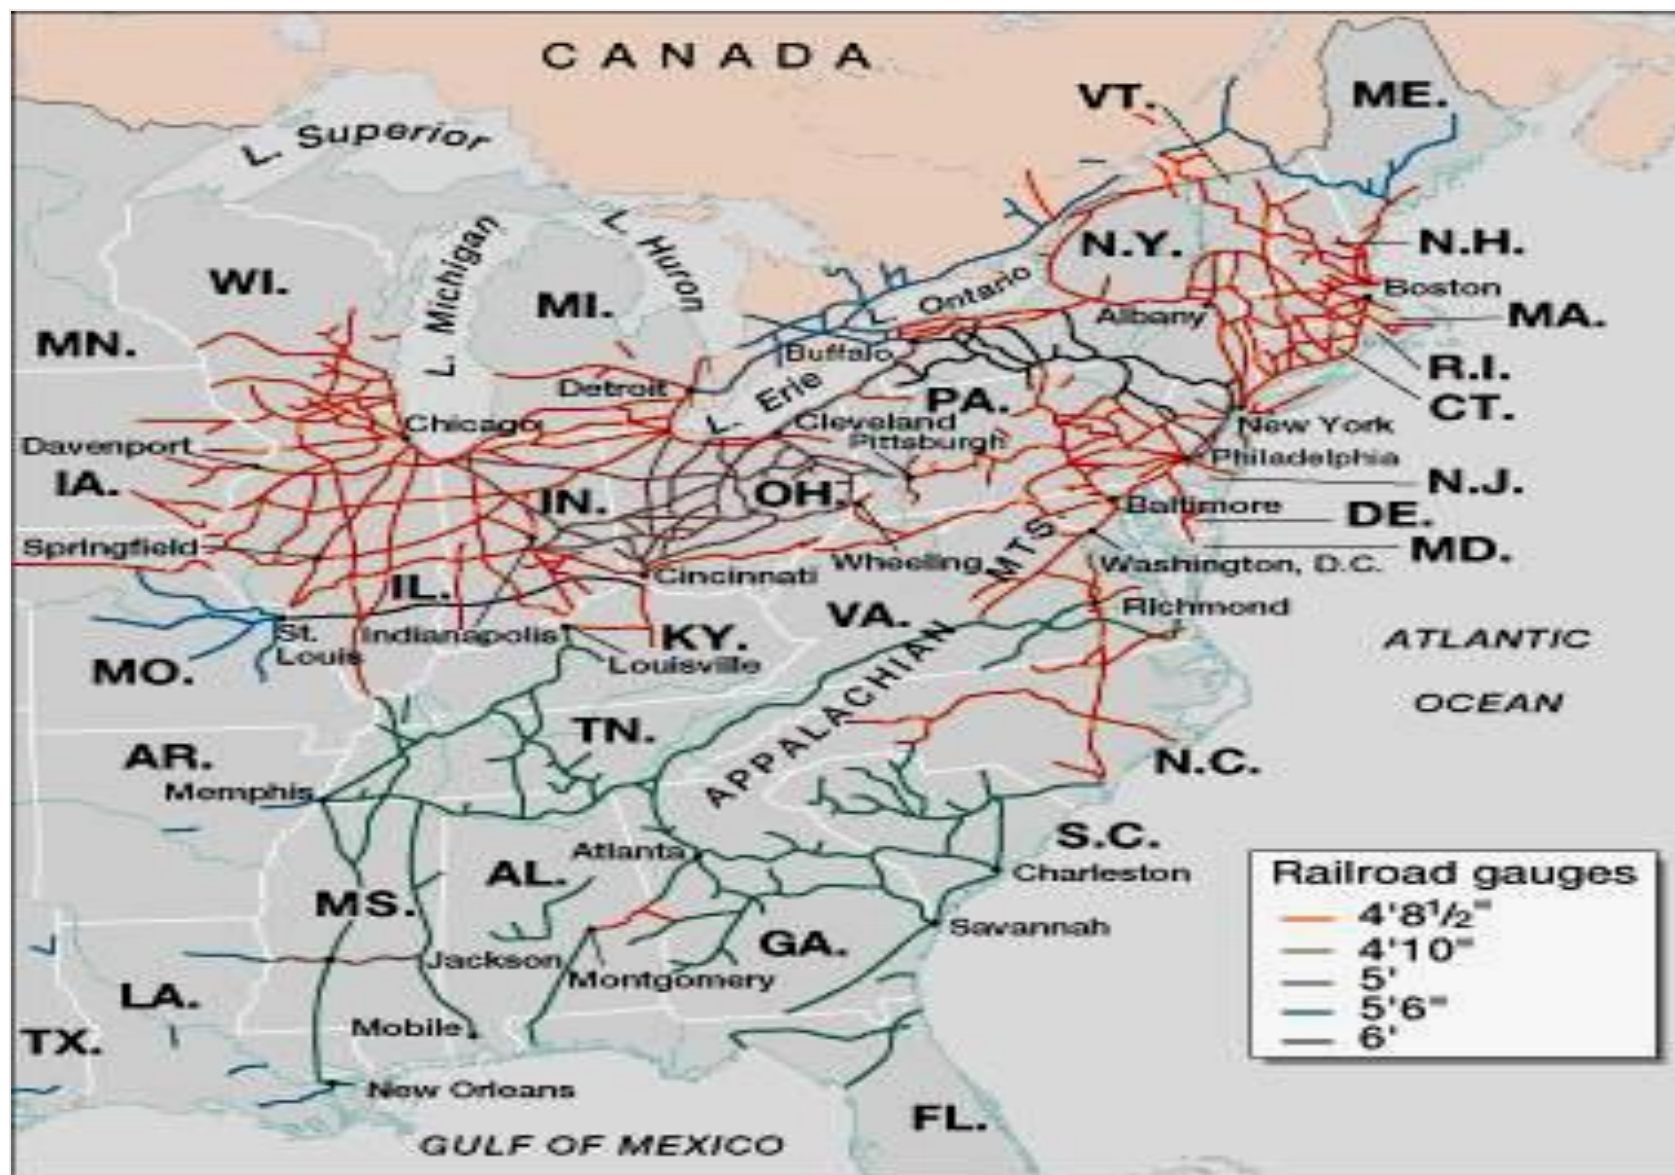 CANADA
VT.
ME.
L. Superior
L. Michigan
L. Huron
N.Y.
N.H.
WI.
MI.
L. Ontario
Boston
Albany
MA.
MN.
Buffalo
R.I.
Detroit
L. Erie
PA.
CT.
Chicago
Cleveland
New York
Davenport
Pittsburgh
Philadelphia
IA.
IN.
OH.
N.J.
Baltimore
DE.
Springfield
Wheeling
MD.
Washington, D.C.
Cincinnati
IL.
Richmond
VA.
St.
Louis
Indianapolis
KY.
Louisville
ATLANTIC
OCEAN
MO.
APPALACHIAN MTS.
TN.
AR.
N.C.
Memphis
S.C.
Atlanta
AL.
Charleston
MS.
Savannah
GA.
Jackson
Montgomery
LA.
Mobile
TX.
New Orleans
FL.
GULF OF MEXICO
Railroad gauges
4'8½"
4'10"
5'
5'6"
6'